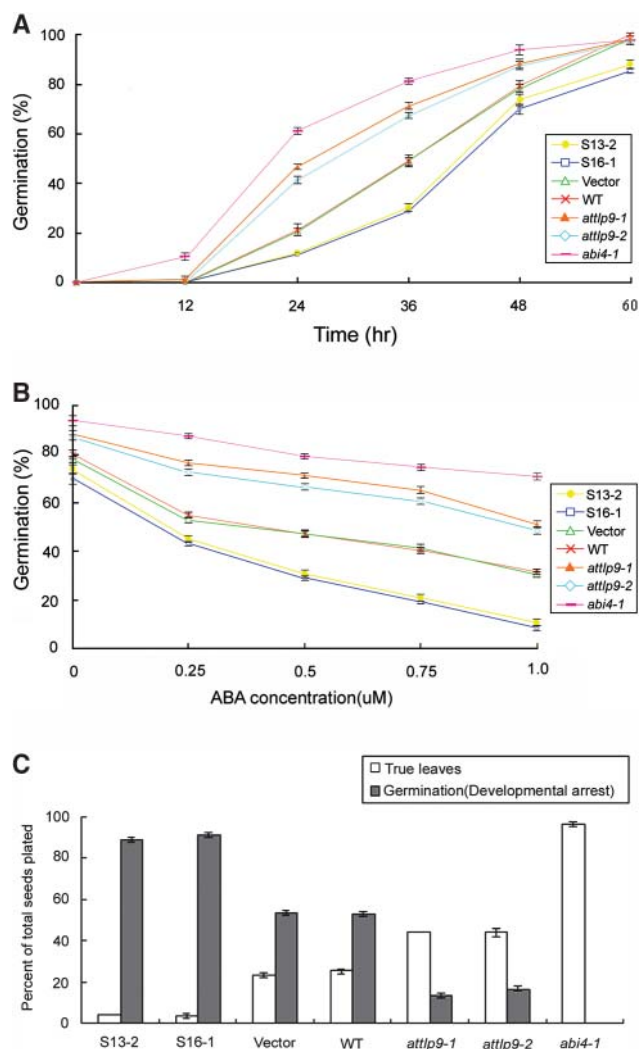 A
Germination (%)
100
80
60
40
20
0
12
24
36
48
60
Time (hr)
S13-2
S16-1
Vector
WT
attlp9-1
attlp9-2
abi4-1
B
Germination (%)
100
80
60
40
20
0
0
0.25
0.5
0.75
1.0
ABA concentration(uM)
S13-2
S16-1
Vector
WT
attlp9-1
attlp9-2
abi4-1
C
True leaves
Germination(Developmental arrest)
Percent of total seeds plated
100
80
60
40
20
0
S13-2
S16-1
Vector
WT
attlp9-1
attlp9-2
abi4-1